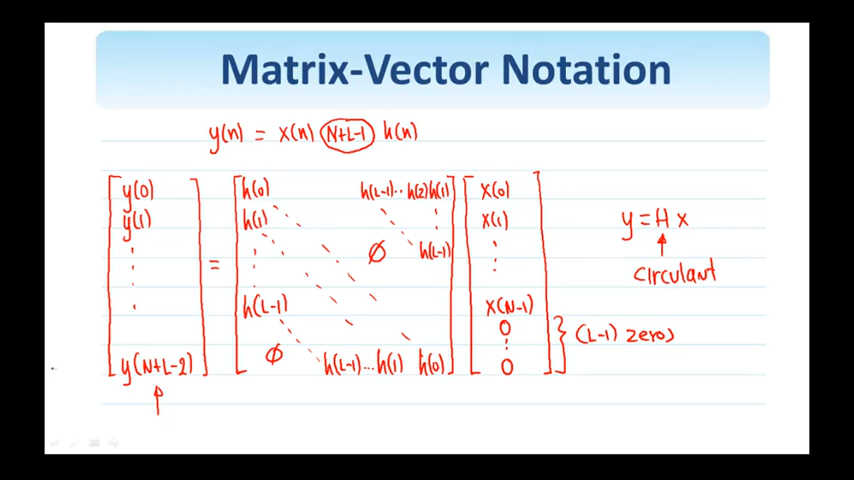 Matrix-Vector Notation
y(n) = x(n) N+L-1 h(n)
y(0) h(0) h(L-1) .. h(2) h(1) x(0)
y(1) h(1) x(1) y = H x
= ∅ h(L-1) circulant
h(L-1) x(N-1)
0 (L-1) zeros
y(N+L-2) ∅ h(L-1) ... h(1) h(0) 0